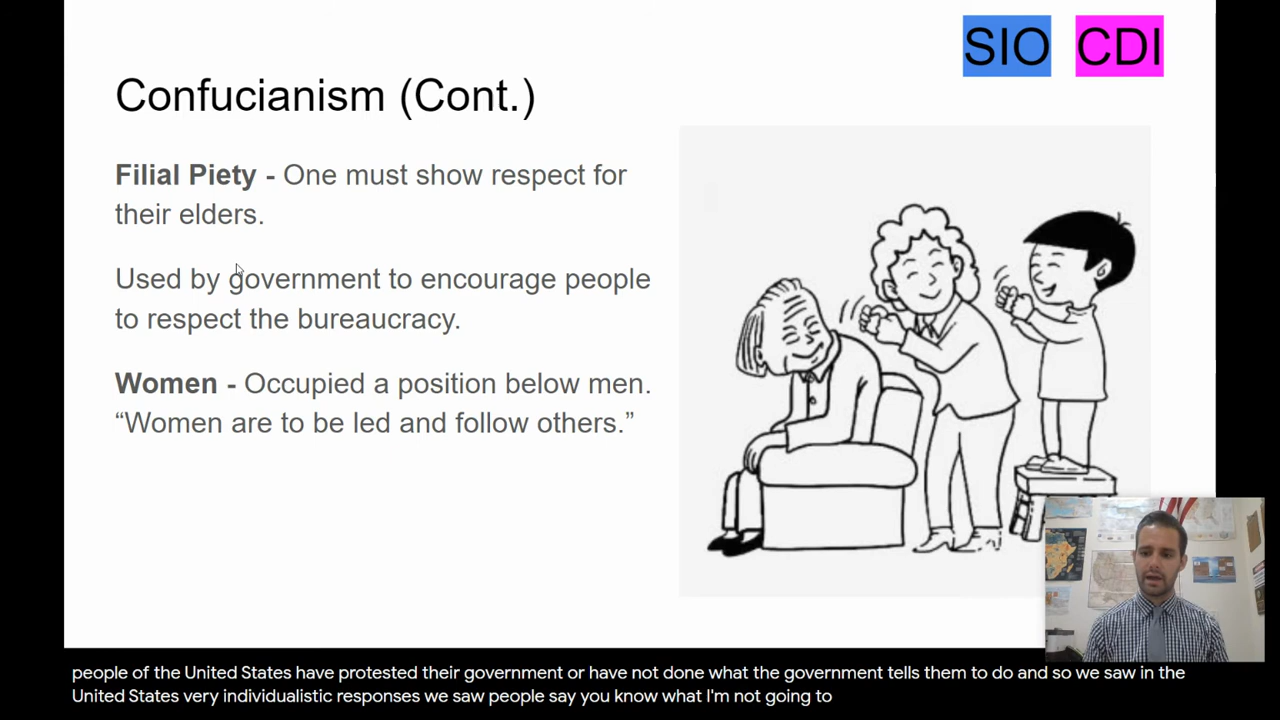 SIO CDI
Confucianism (Cont.)
Filial Piety - One must show respect for
their elders.
Used by government to encourage people
to respect the bureaucracy.
Women - Occupied a position below men.
“Women are to be led and follow others.”
people of the United States have protested their government or have not done what the government tells them to do and so we saw in the
United States very individualistic responses we saw people say you know what I'm not going to